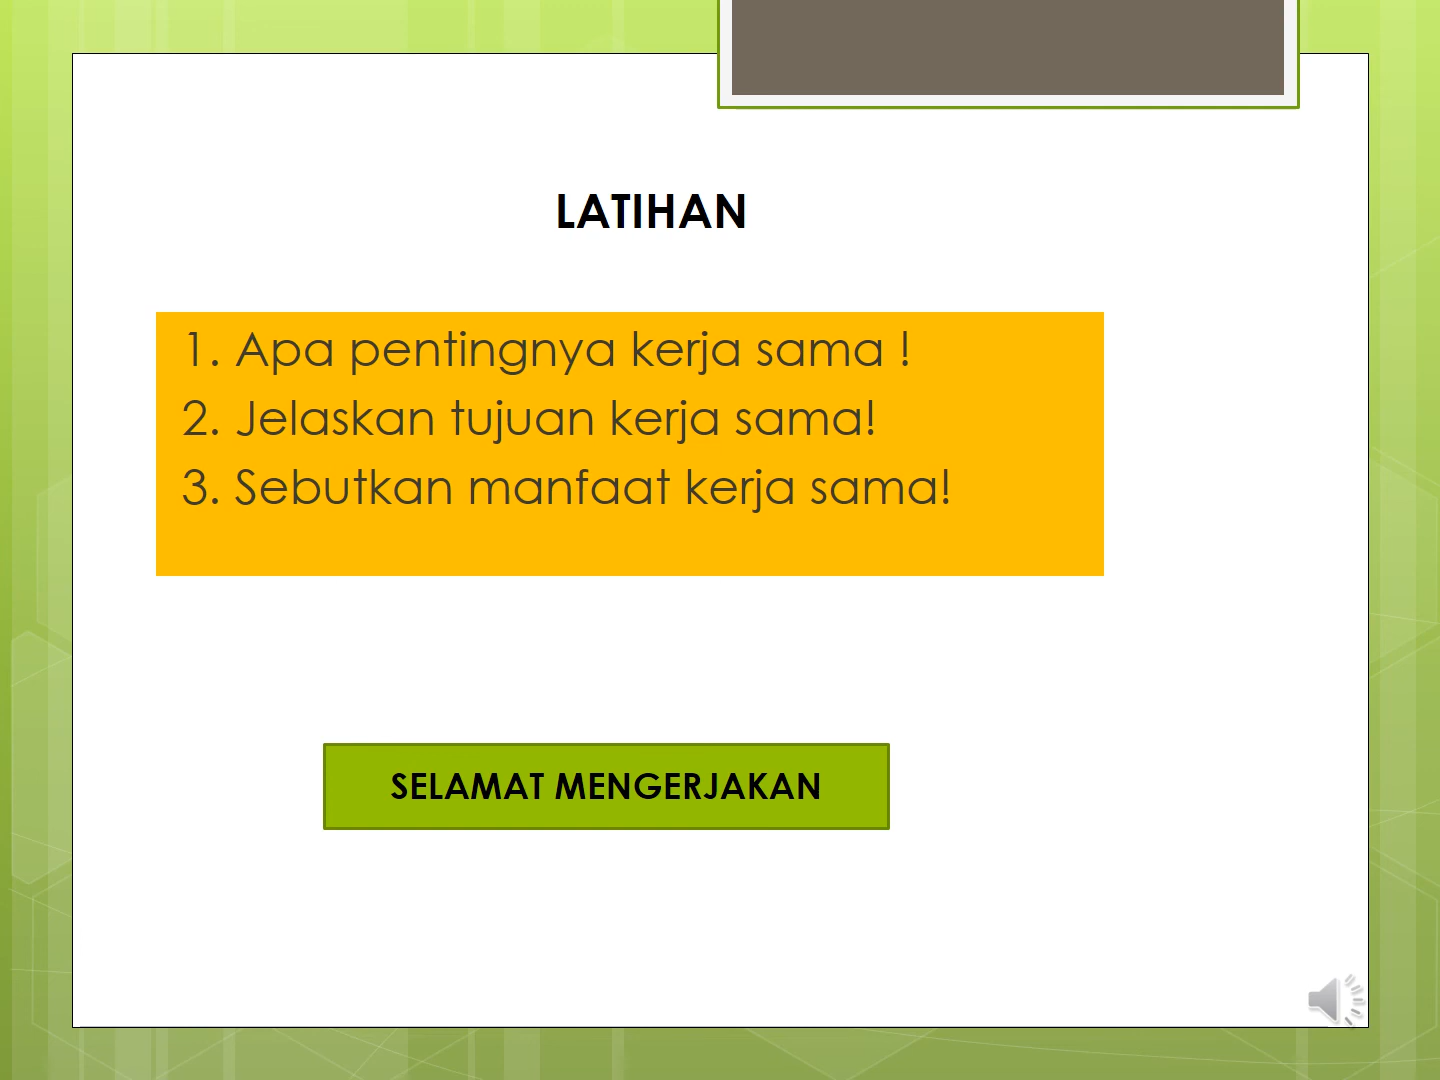 LATIHAN
1. Apa pentingnya kerja sama !
2. Jelaskan tujuan kerja sama!
3. Sebutkan manfaat kerja sama!
SELAMAT MENGERJAKAN